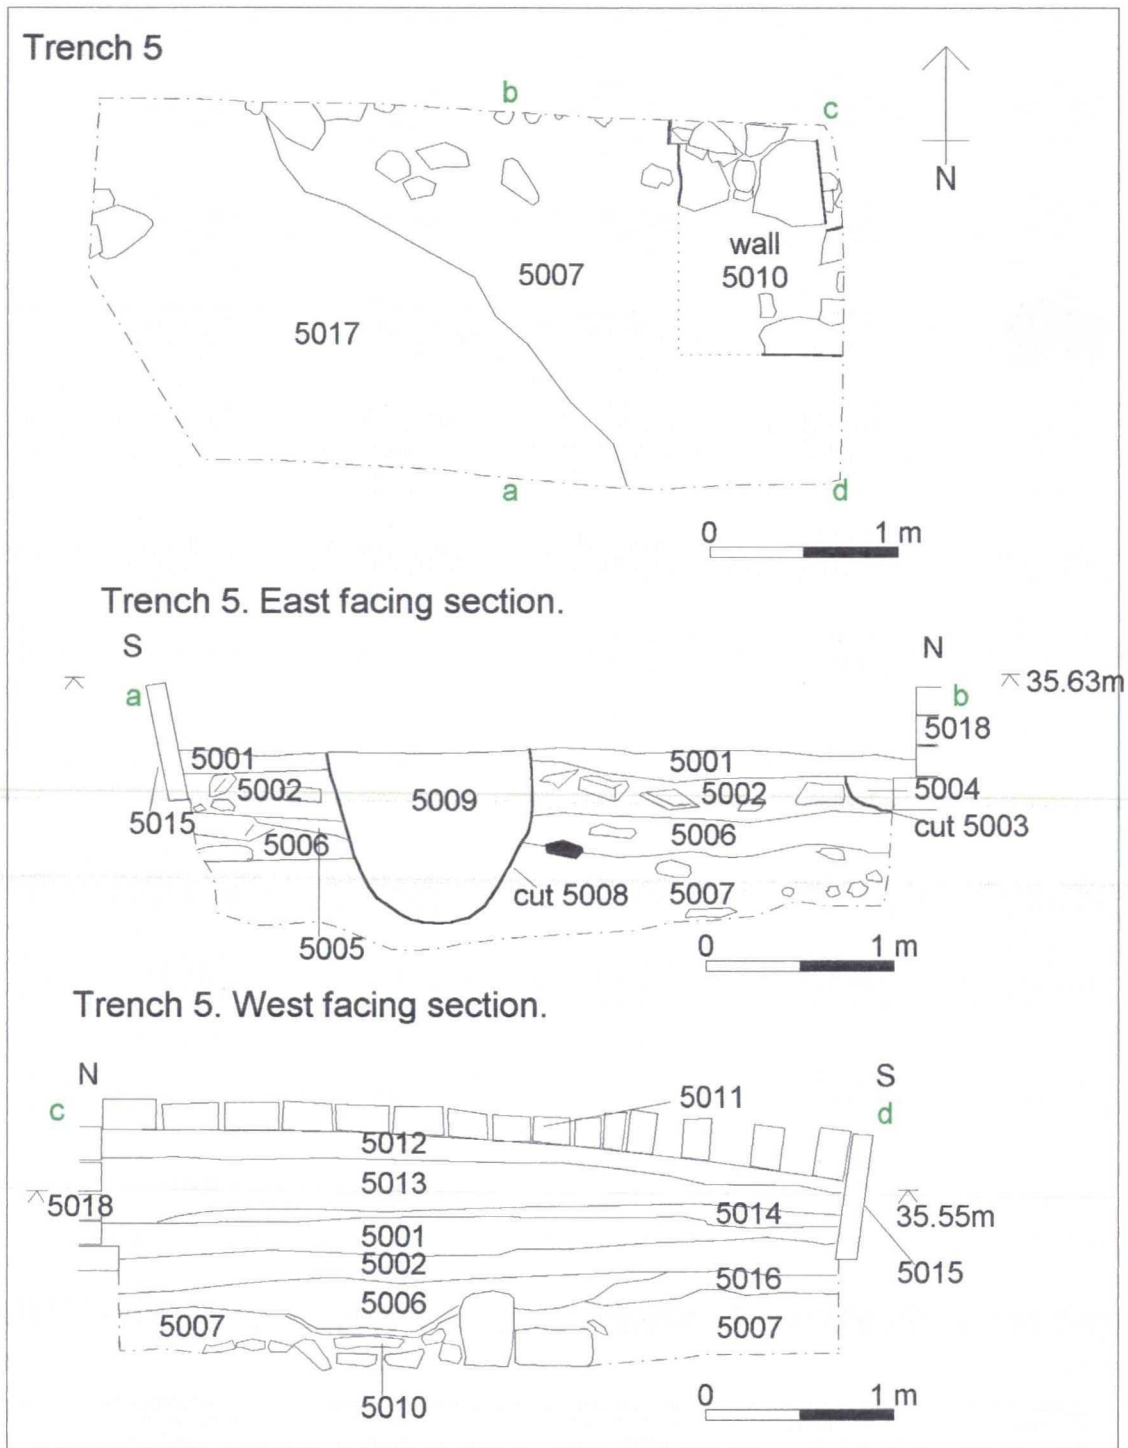 Trench 5
b
c
N
wall
5010
5007
5017
a
d
0 1 m
Trench 5. East facing section.
S
N
a
b
35.63m
5018
5001
5001
5002
5002
5009
5004
5015
cut 5003
5006
5006
cut 5008
5007
5005
0 1 m
Trench 5. West facing section.
N
S
c
5011
d
5012
5013
5018
5014
35.55m
5001
5002
5016
5015
5006
5007
5007
5010
0 1 m